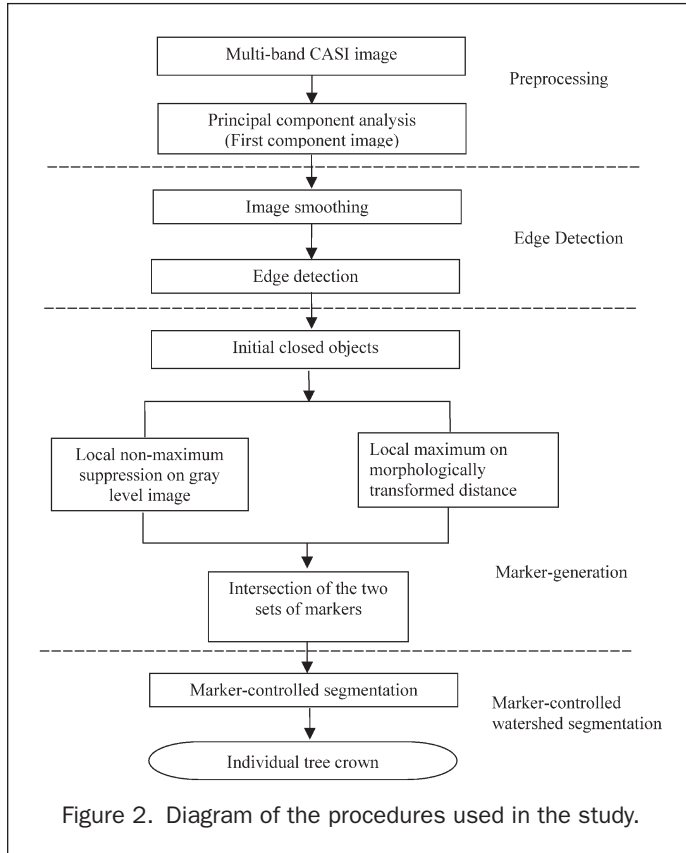 Multi-band CASI image
Preprocessing
Principal component analysis
(First component image)
Image smoothing
Edge Detection
Edge detection
Initial closed objects
Local non-maximum
suppression on gray
level image
Local maximum on
morphologically
transformed distance
Marker-generation
Intersection of the two
sets of markers
Marker-controlled segmentation
Marker-controlled
watershed segmentation
Individual tree crown
Figure 2. Diagram of the procedures used in the study.